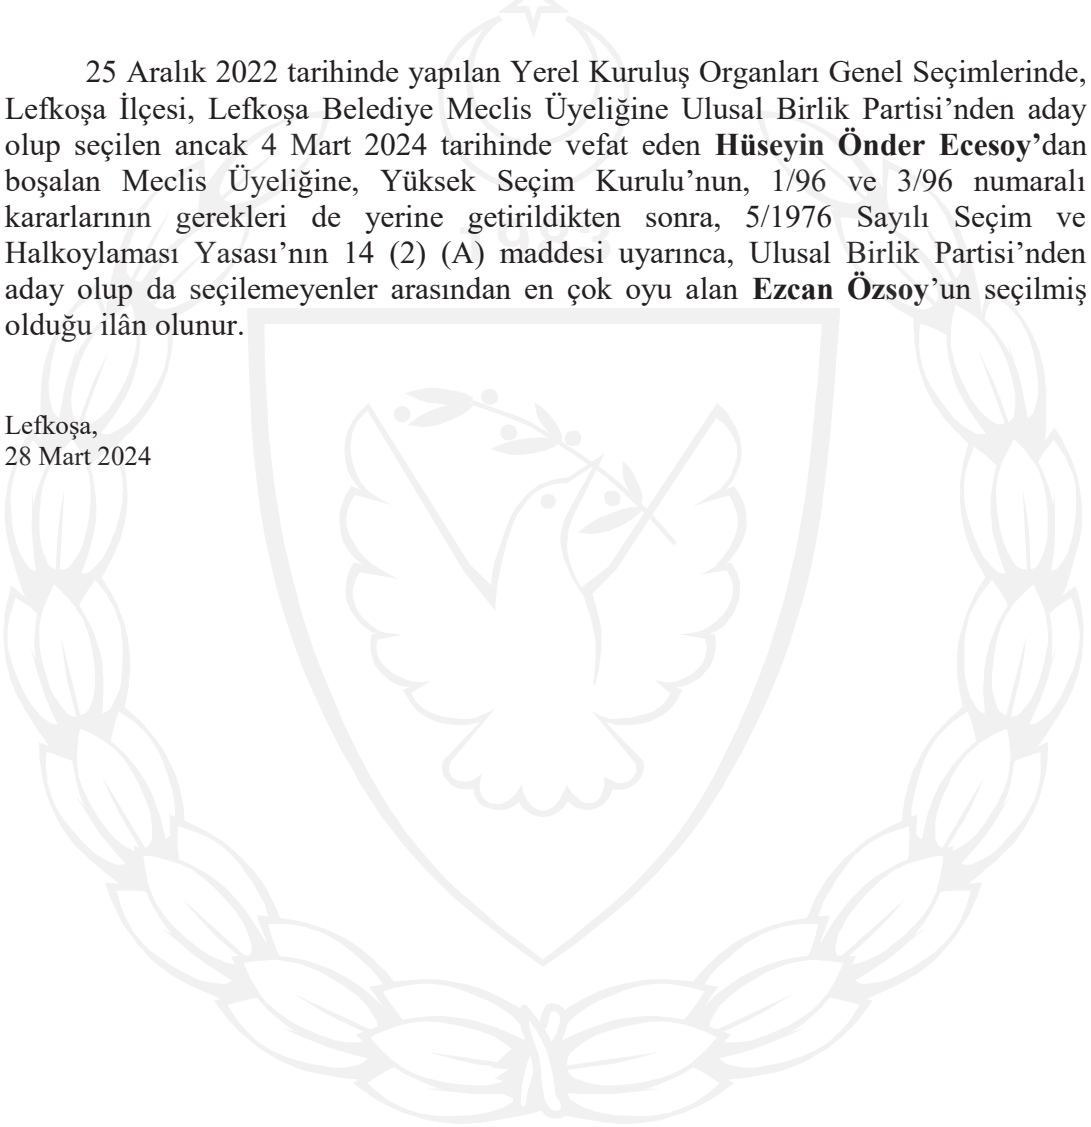 25 Aralık 2022 tarihinde yapılan Yerel Kuruluş Organları Genel Seçimlerinde,
Lefkoşa İlçesi, Lefkoşa Belediye Meclis Üyeliğine Ulusal Birlik Partisi’nden aday
olup seçilen ancak 4 Mart 2024 tarihinde vefat eden Hüseyin Önder Ecesoy’dan
boşalan Meclis Üyeliğine, Yüksek Seçim Kurulu’nun, 1/96 ve 3/96 numaralı
kararlarının gerekleri de yerine getirildikten sonra, 5/1976 Sayılı Seçim ve
Halkoylaması Yasası’nın 14 (2) (A) maddesi uyarınca, Ulusal Birlik Partisi’nden
aday olup da seçilemeyenler arasından en çok oyu alan Ezcan Özsoy’un seçilmiş
olduğu ilân olunur.
Lefkoşa,
28 Mart 2024